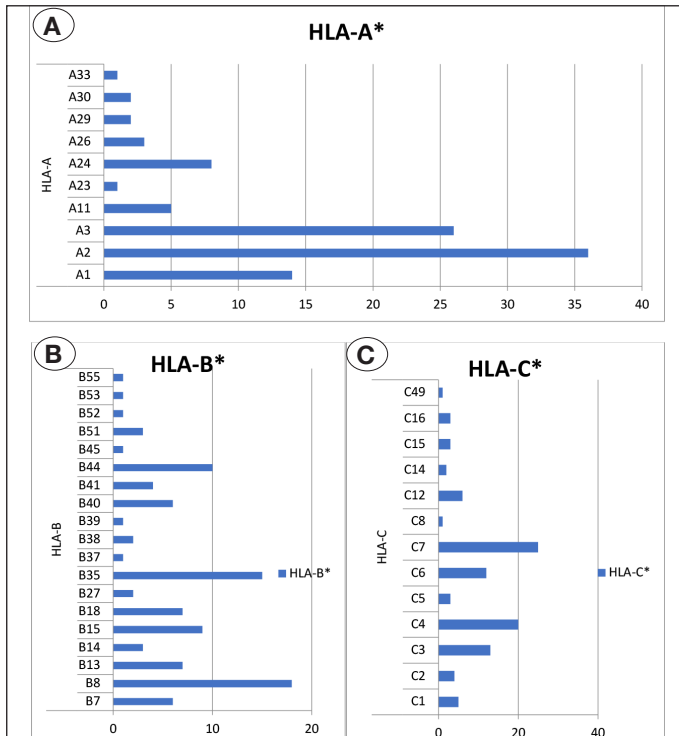 A
HLA-A*
HLA-A
A33
A30
A29
A26
A24
A23
A11
A3
A2
A1
0 5 10 15 20 25 30 35 40
B
HLA-B*
HLA-B
B55
B53
B52
B51
B45
B44
B41
B40
B39
B38
B37
B35
B27
B18
B15
B14
B13
B8
B7
HLA-B*
0 10 20
C
HLA-C*
HLA-C
C49
C16
C15
C14
C12
C8
C7
C6
C5
C4
C3
C2
C1
HLA-C*
0 20 40